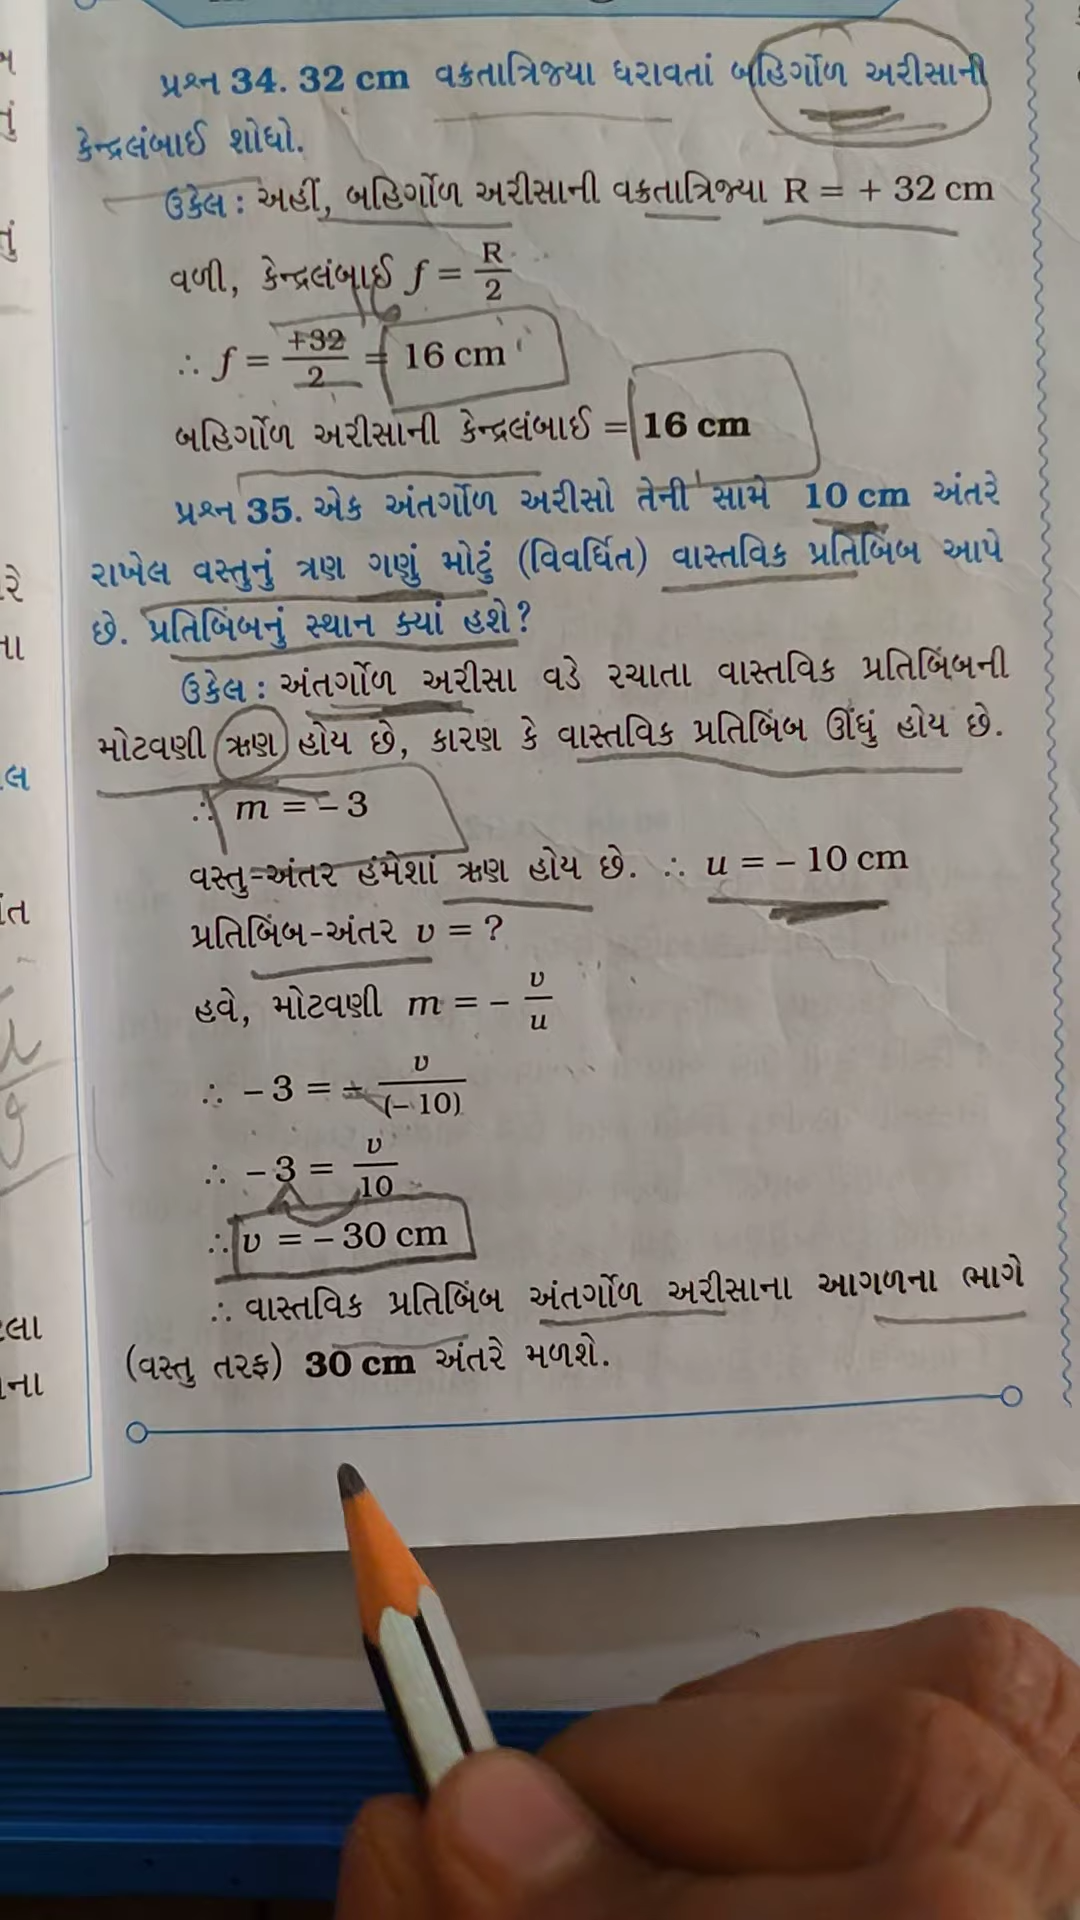 પ્રશ્ન 34. 32 cm વક્રતાત્રિજ્યા ધરાવતાં બહિર્ગોળ અરીસાની
કેન્દ્રલંબાઈ શોધો.
ઉકેલ : અહીં, બહિર્ગોળ અરીસાની વક્રતાત્રિજ્યા R = + 32 cm
વળી, કેન્દ્રલંબાઈ f = R/2
∴ f = +32/2 = 16 cm
બહિર્ગોળ અરીસાની કેન્દ્રલંબાઈ = 16 cm
પ્રશ્ન 35. એક અંતર્ગોળ અરીસો તેની સામે 10 cm અંતરે
રાખેલ વસ્તુનું ત્રણ ગણું મોટું (વિવર્ધિત) વાસ્તવિક પ્રતિબિંબ આપે
છે. પ્રતિબિંબનું સ્થાન ક્યાં હશે?
ઉકેલ : અંતર્ગોળ અરીસા વડે રચાતા વાસ્તવિક પ્રતિબિંબની
મોટવણી ઋણ હોય છે, કારણ કે વાસ્તવિક પ્રતિબિંબ ઊંધું હોય છે.
∴ m = – 3
વસ્તુ-અંતર હંમેશાં ઋણ હોય છે. ∴ u = – 10 cm
પ્રતિબિંબ-અંતર v = ?
હવે, મોટવણી m = – v/u
∴ – 3 = – v/(– 10)
∴ – 3 = v/10
∴ v = – 30 cm
∴ વાસ્તવિક પ્રતિબિંબ અંતર્ગોળ અરીસાના આગળના ભાગે
(વસ્તુ તરફ) 30 cm અંતરે મળશે.